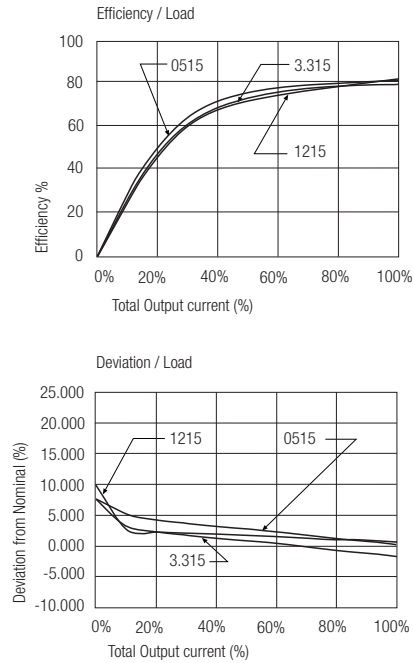 Efficiency / Load
100
80
60
40
20
0
Efficiency %
0515
3.315
1215
0% 20% 40% 60% 80% 100%
Total Output current (%)
Deviation / Load
25.000
25.000
15.000
10.000
5.000
0.000
-5.000
-10.000
Deviation from Nominal (%)
1215
0515
3.315
0% 20% 40% 60% 80% 100%
Total Output current (%)